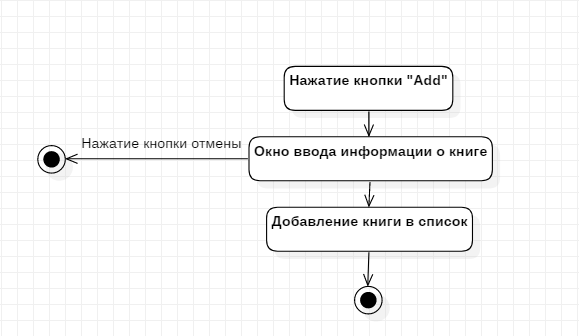 Нажатие кнопки "Add"
Нажатие кнопки отмены
Окно ввода информации о книге
Добавление книги в список